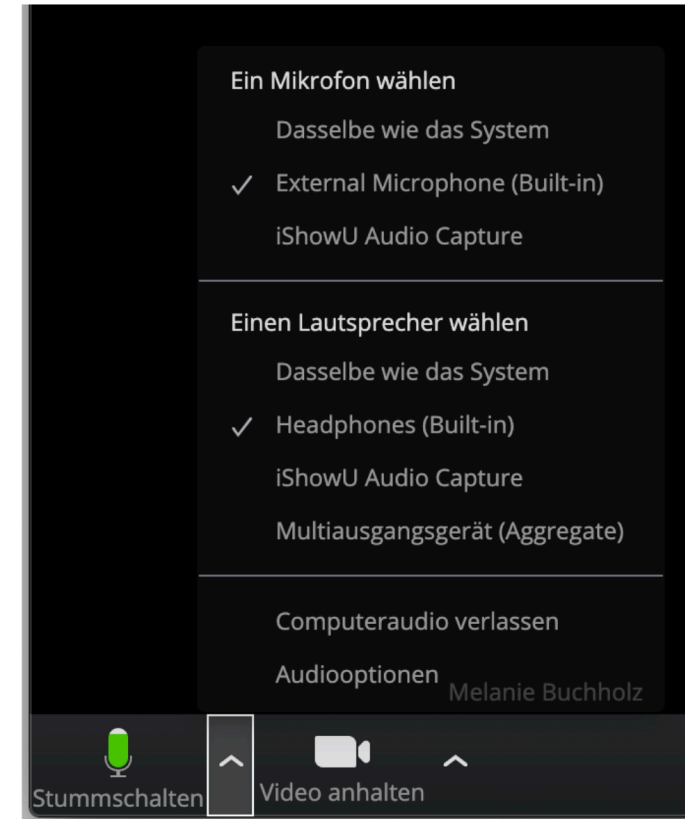 Ein Mikrofon wählen
Dasselbe wie das System
External Microphone (Built-in)
iShowU Audio Capture
Einen Lautsprecher wählen
Dasselbe wie das System
Headphones (Built-in)
iShowU Audio Capture
Multiausgangsgerät (Aggregate)
Computeraudio verlassen
Audiooptionen
Melanie Buchholz
Stummschalten
Video anhalten